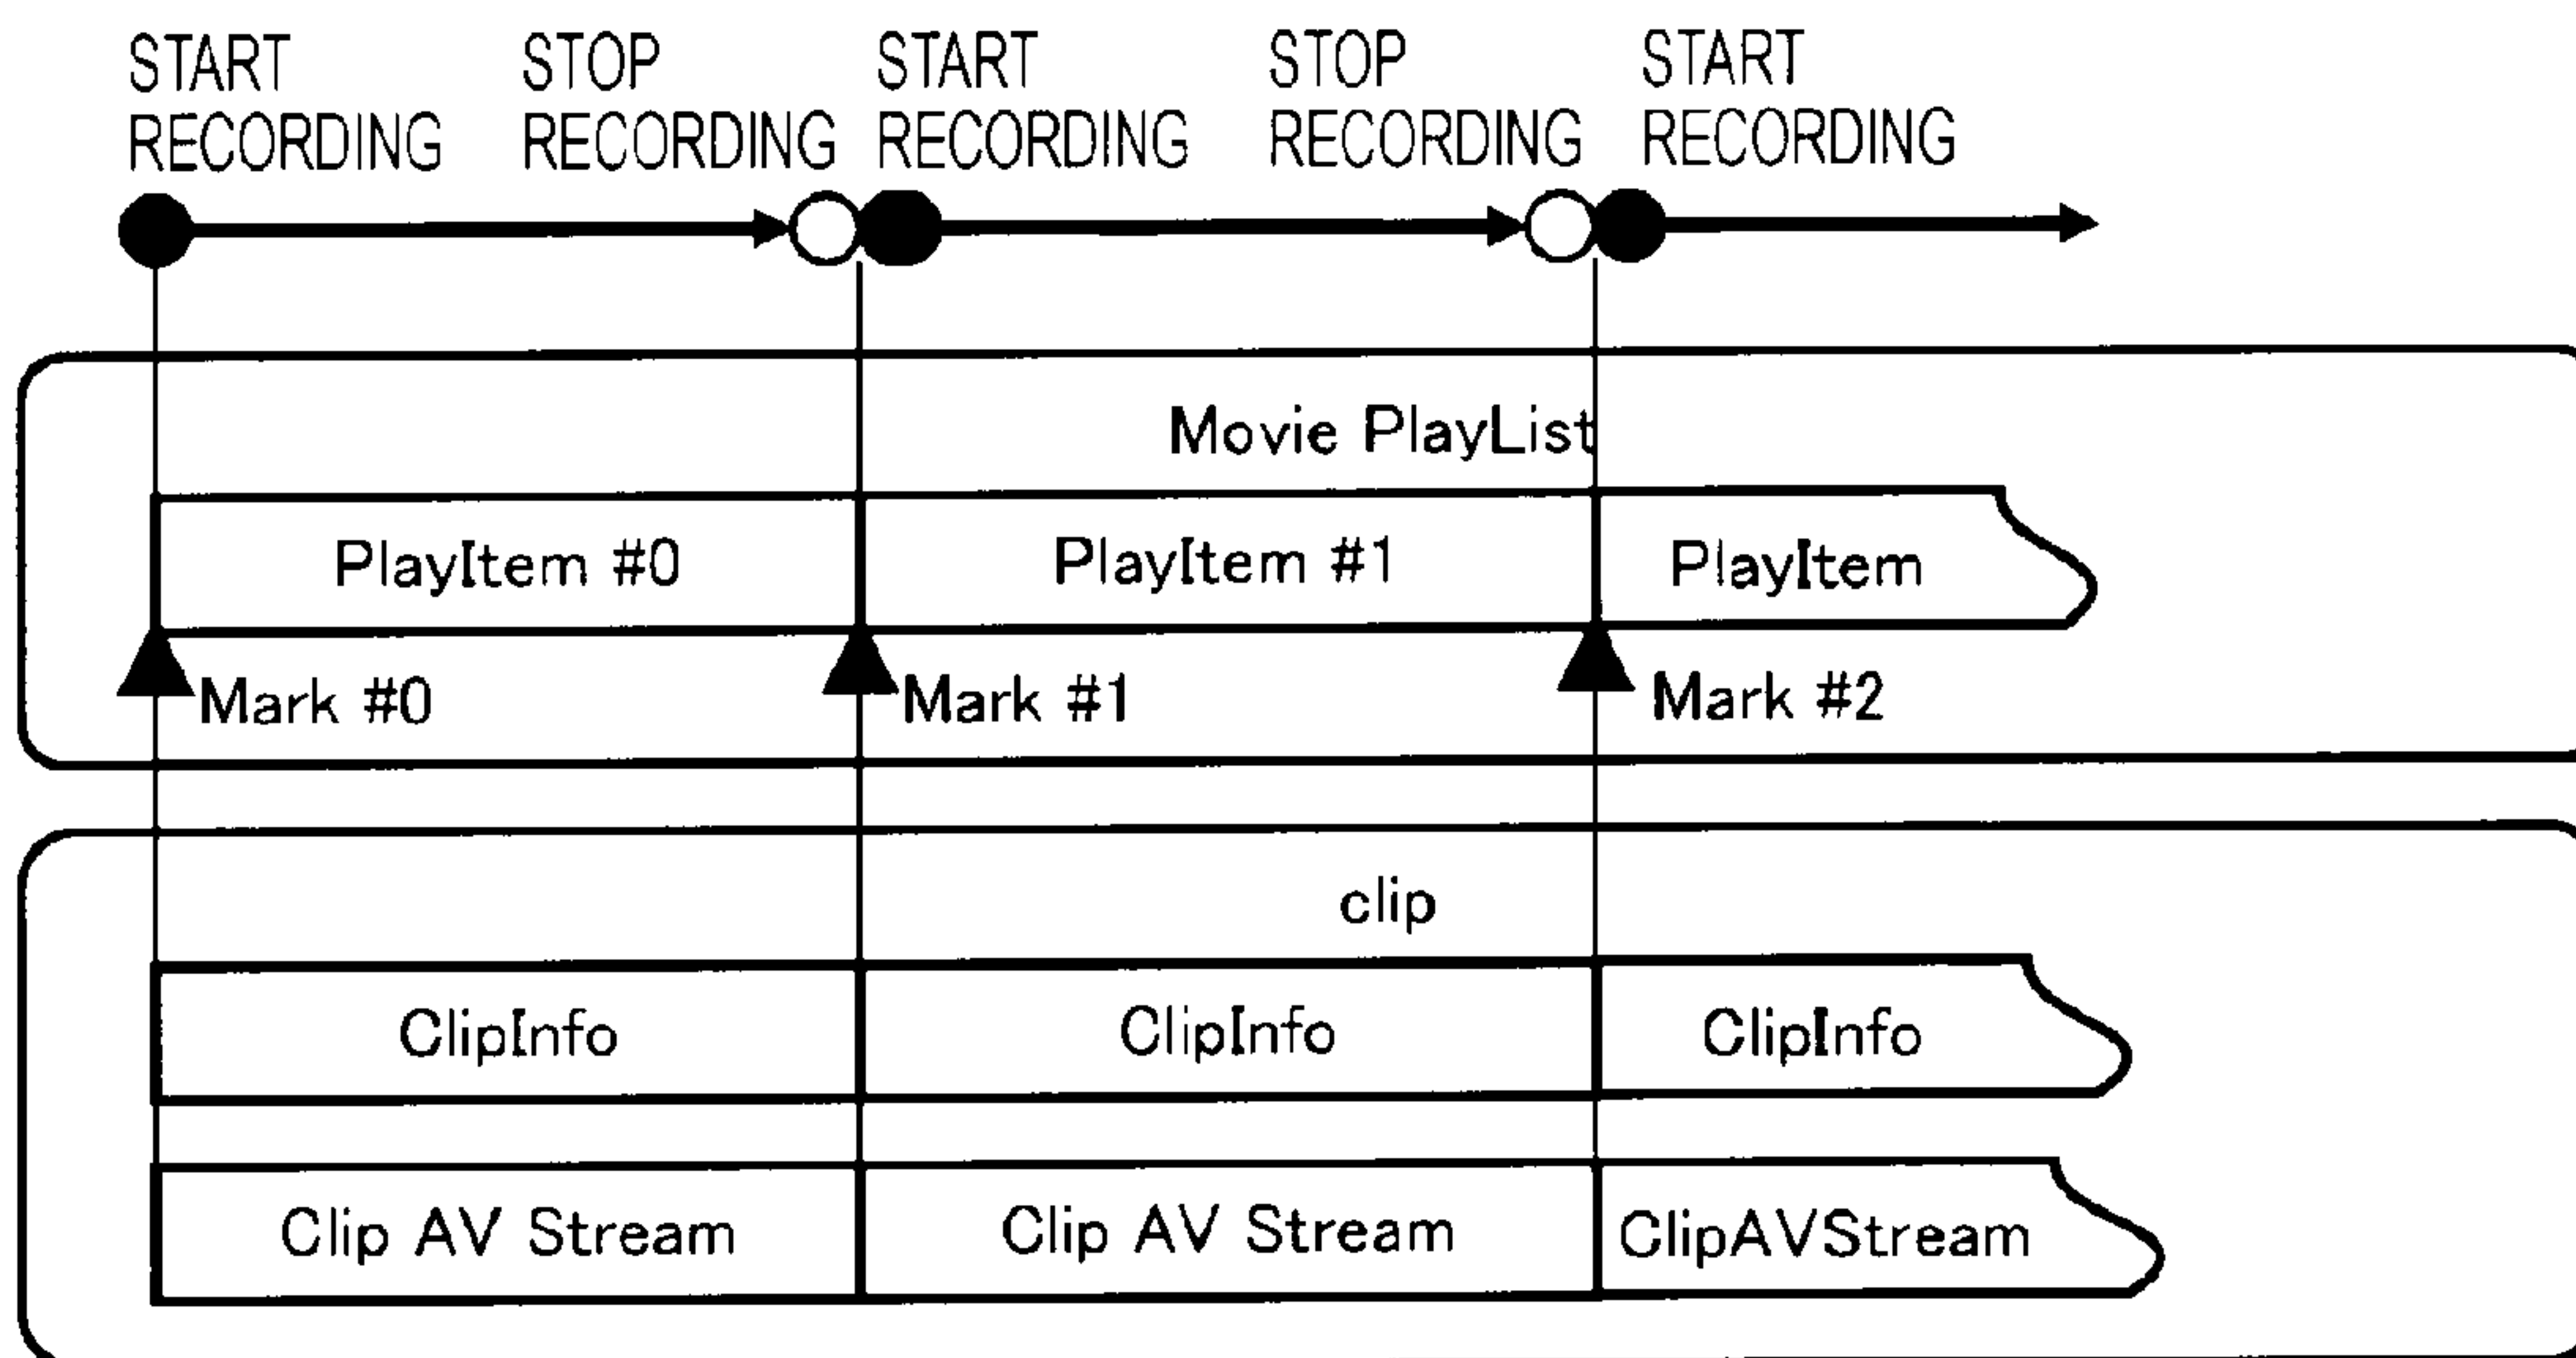 START STOP START STOP START
RECORDING RECORDING RECORDING RECORDING RECORDING
Movie PlayList
PlayItem #0 PlayItem #1 PlayItem
Mark #0 Mark #1 Mark #2
clip
ClipInfo ClipInfo ClipInfo
Clip AV Stream Clip AV Stream ClipAVStream